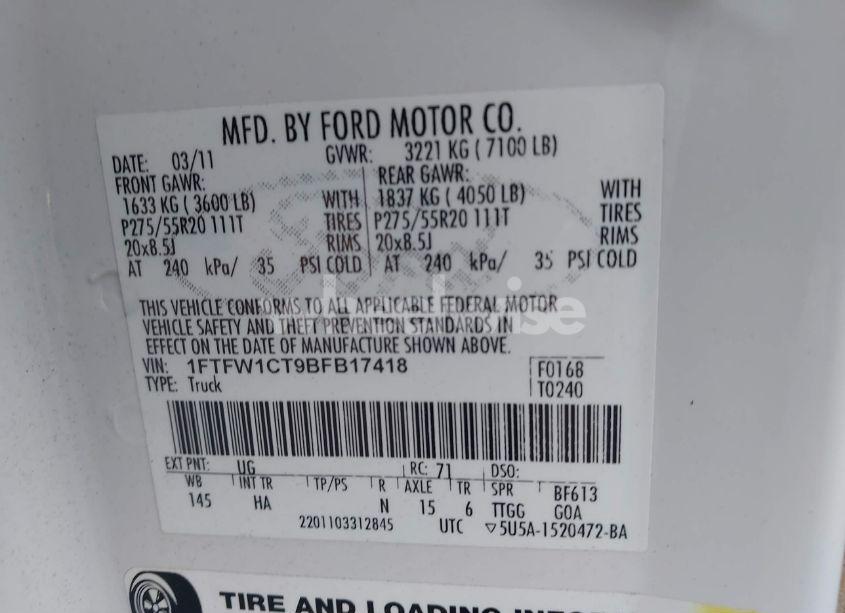 MFD. BY FORD MOTOR CO.
DATE: 03/11 GVWR: 3221 KG ( 7100 LB)
FRONT GAWR: REAR GAWR:
1633 KG ( 3600 LB) WITH 1837 KG ( 4050 LB) WITH
P275/55R20 111T TIRES P275/55R20 111T TIRES
20x8.5J RIMS 20x8.5J RIMS
AT 240 kPa/ 35 PSI COLD AT 240 kPa/ 35 PSI COLD
THIS VEHICLE CONFORMS TO ALL APPLICABLE FEDERAL MOTOR
VEHICLE SAFETY AND THEFT PREVENTION STANDARDS IN
EFFECT ON THE DATE OF MANUFACTURE SHOWN ABOVE.
VIN: 1FTFW1CT9BFB17418 F0168
TYPE: Truck T0240
EXT PNT: UG RC: 71 DSO:
WB INT TR TP/PS R AXLE TR SPR BF613
145 HA N 15 6 TTGG GOA
2201103312845 UTC ▽5U5A-1520472-BA
TIRE AND LOADING